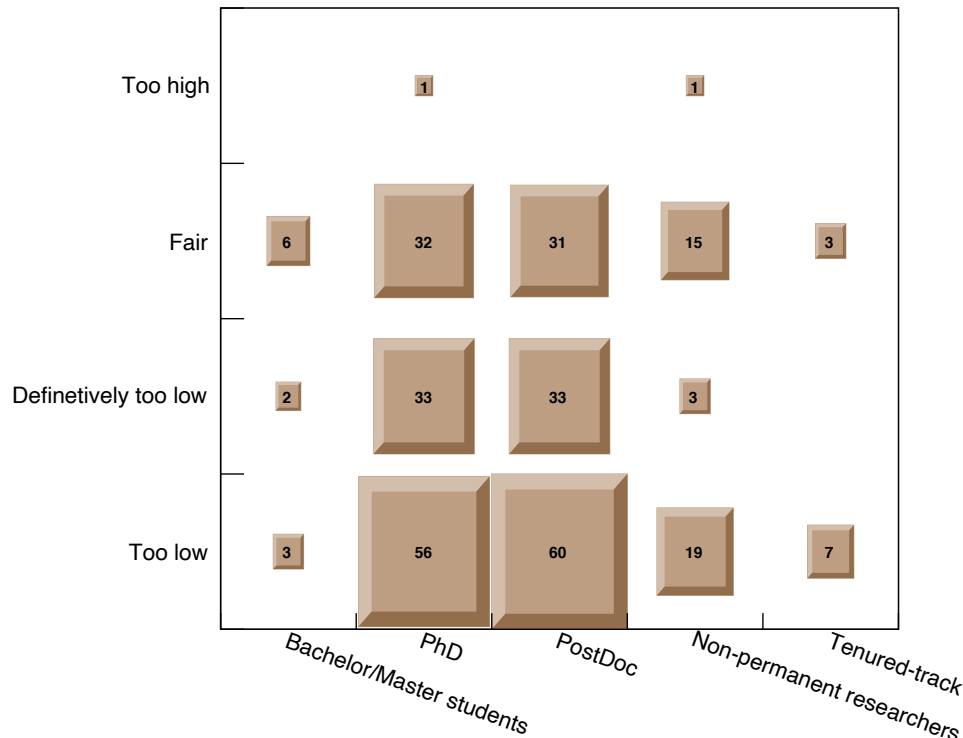 Too high
1
1
Fair
6
32
31
15
3
Definetively too low
2
33
33
3
Too low
3
56
60
19
7
Bachelor/Master students
PhD
PostDoc
Non-permanent researchers
Tenured-track